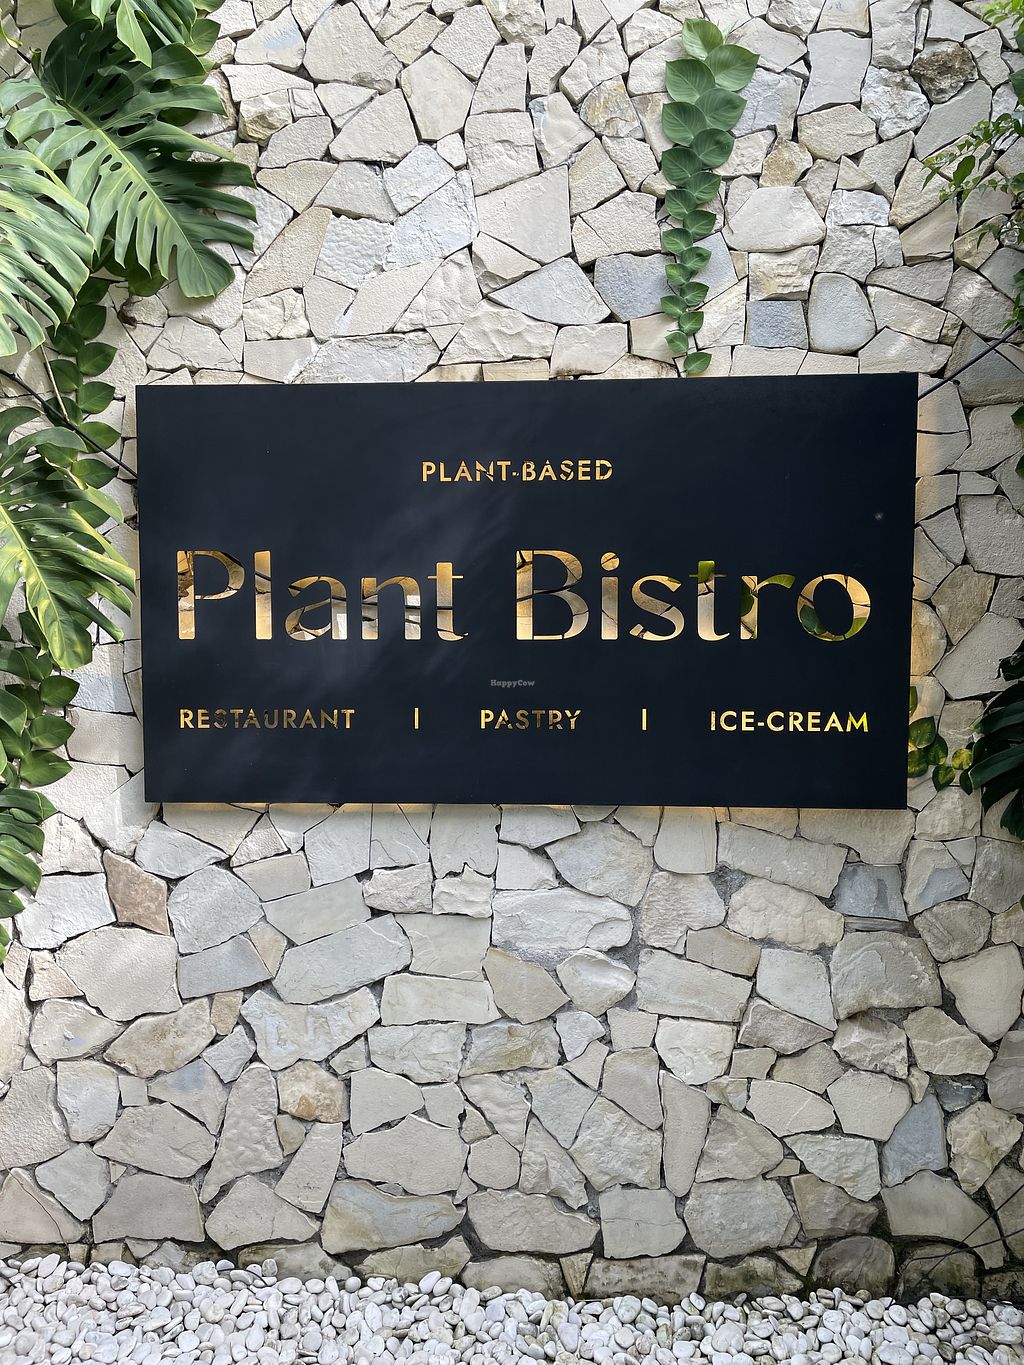 PLANT-BASED
Plant Bistro
HappyCow
RESTAURANT | PASTRY | ICE-CREAM